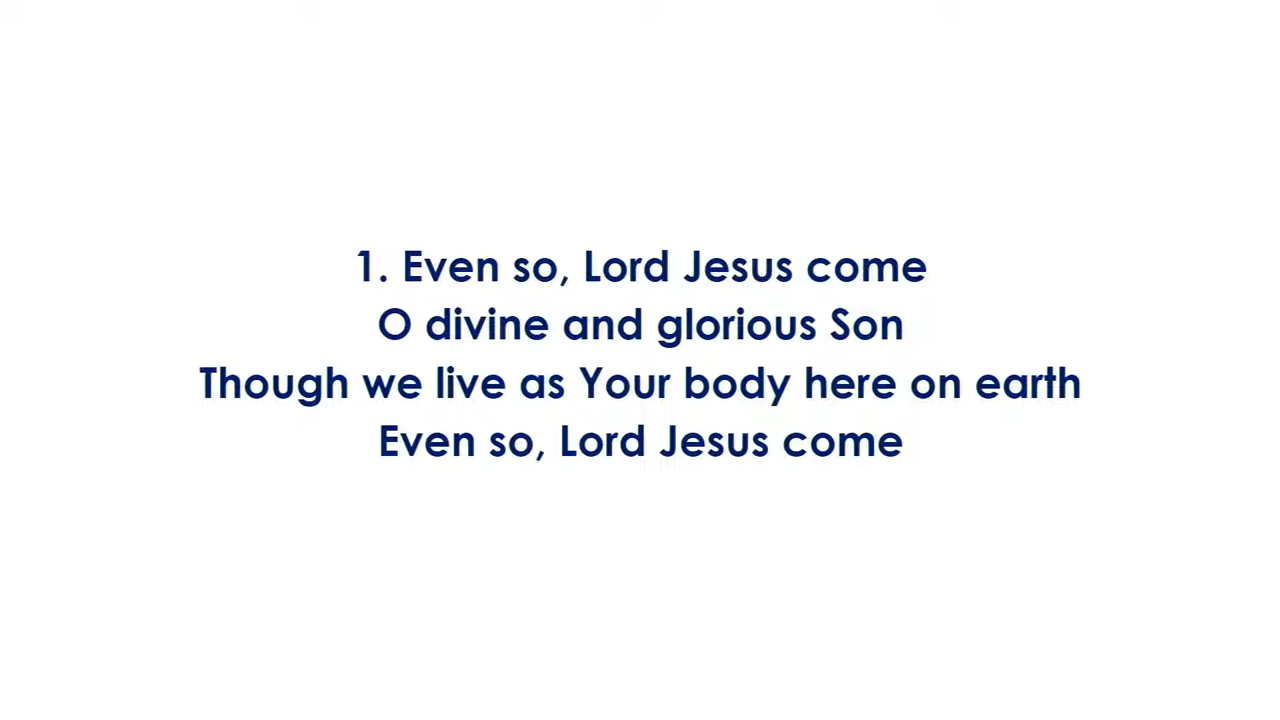 1. Even so, Lord Jesus come
O divine and glorious Son
Though we live as Your body here on earth
Even so, Lord Jesus come